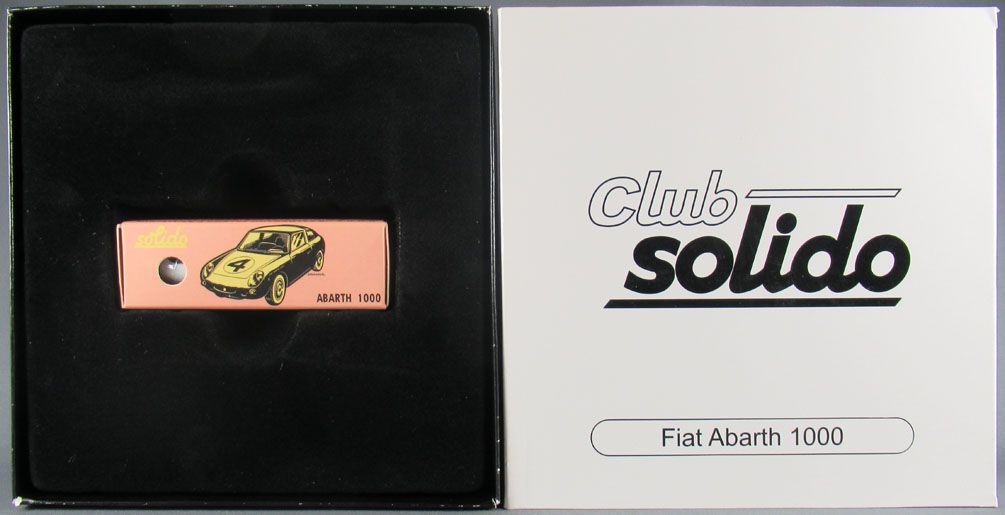 solido
4
ABARTH 1000
Club
solido
Fiat Abarth 1000